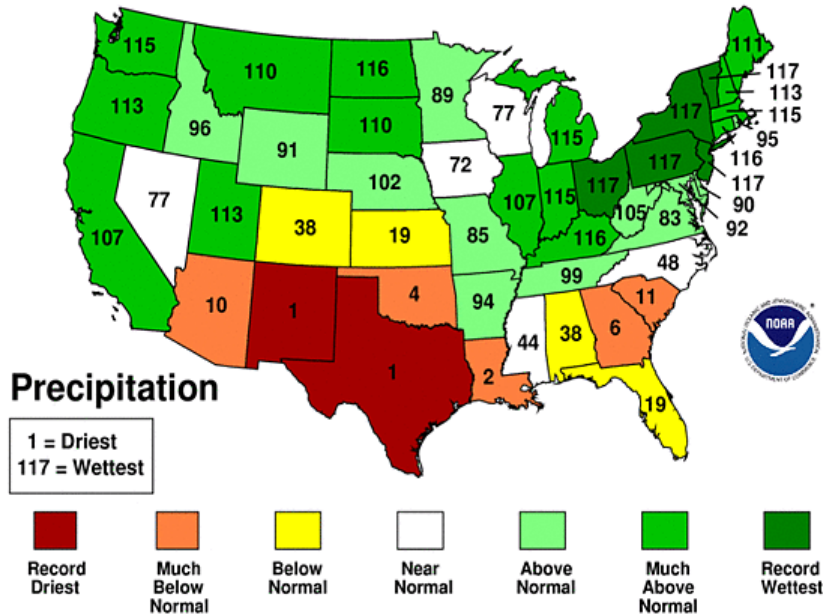 115
110
116
89
77
111
117
113
115
95
116
117
90
92
113
96
91
110
72
115
117
117
77
113
38
102
107
115
117
105
83
107
19
85
116
48
10
1
4
94
99
11
1
2
44
38
6
19
NOAA
Precipitation
1 = Driest
117 = Wettest
Record
Driest
Much
Below
Normal
Below
Normal
Near
Normal
Above
Normal
Much
Above
Normal
Record
Wettest